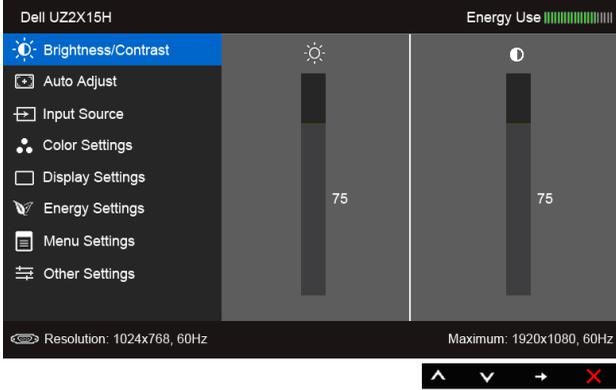 Dell UZ2X15H
Energy Use
Brightness/Contrast
Auto Adjust
Input Source
Color Settings
Display Settings
Energy Settings
Menu Settings
Other Settings
75
75
Resolution: 1024x768, 60Hz
Maximum: 1920x1080, 60Hz